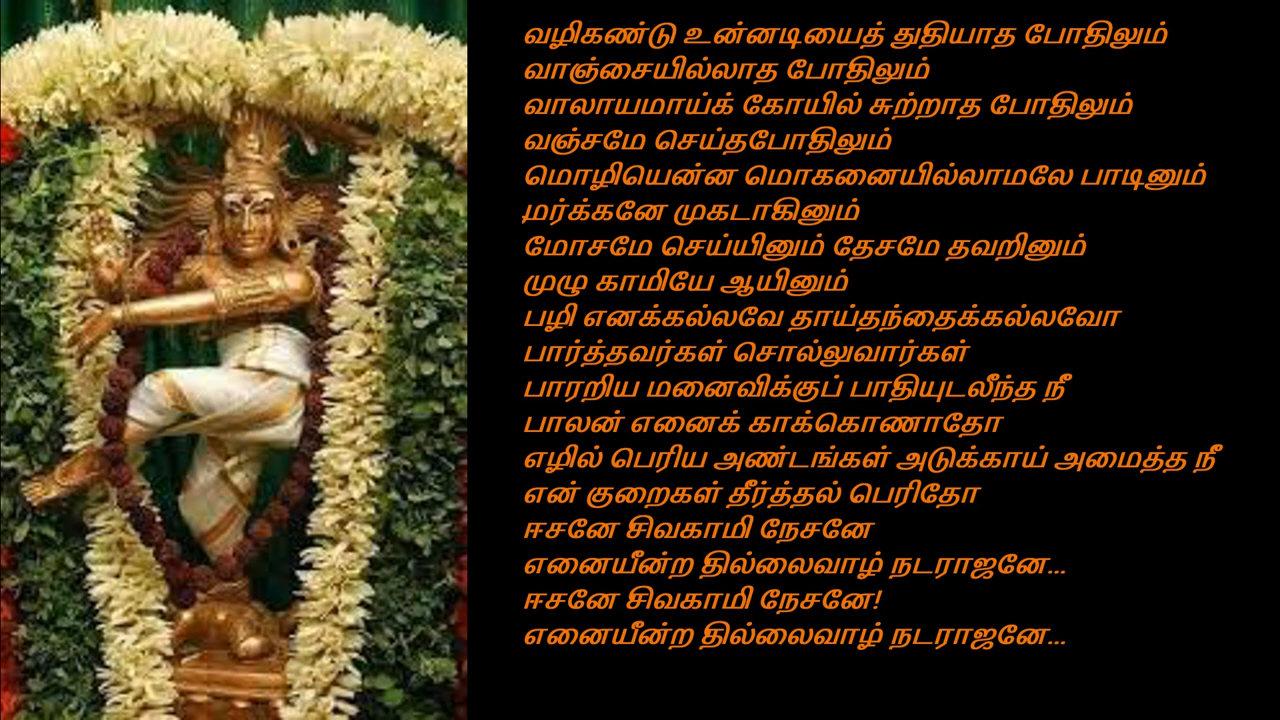 வழிகண்டு உன்னடியைத் துதியாத போதிலும்
வாஞ்சையில்லாத போதிலும்
வாலாயமாய்க் கோயில் சுற்றாத போதிலும்
வஞ்சமே செய்தபோதிலும்
மொழியென்ன மொகனையில்லாமலே பாடினும்
மூர்க்கனே முகடாகினும்
மோசமே செய்யினும் தேசமே தவறினும்
முழு காமியே ஆயினும்
பழி எனக்கல்லவே தாய்தந்தைக்கல்லவோ
பார்த்தவர்கள் சொல்லுவார்கள்
பாரறிய மனைவிக்குப் பாதியுடலீந்த நீ
பாலன் எனைக் காக்கொணாதோ
எழில் பெரிய அண்டங்கள் அடுக்காய் அமைத்த நீ
என் குறைகள் தீர்த்தல் பெரிதோ
ஈசனே சிவகாமி நேசனே
எனையீன்ற தில்லைவாழ் நடராஜனே...
ஈசனே சிவகாமி நேசனே!
எனையீன்ற தில்லைவாழ் நடராஜனே...